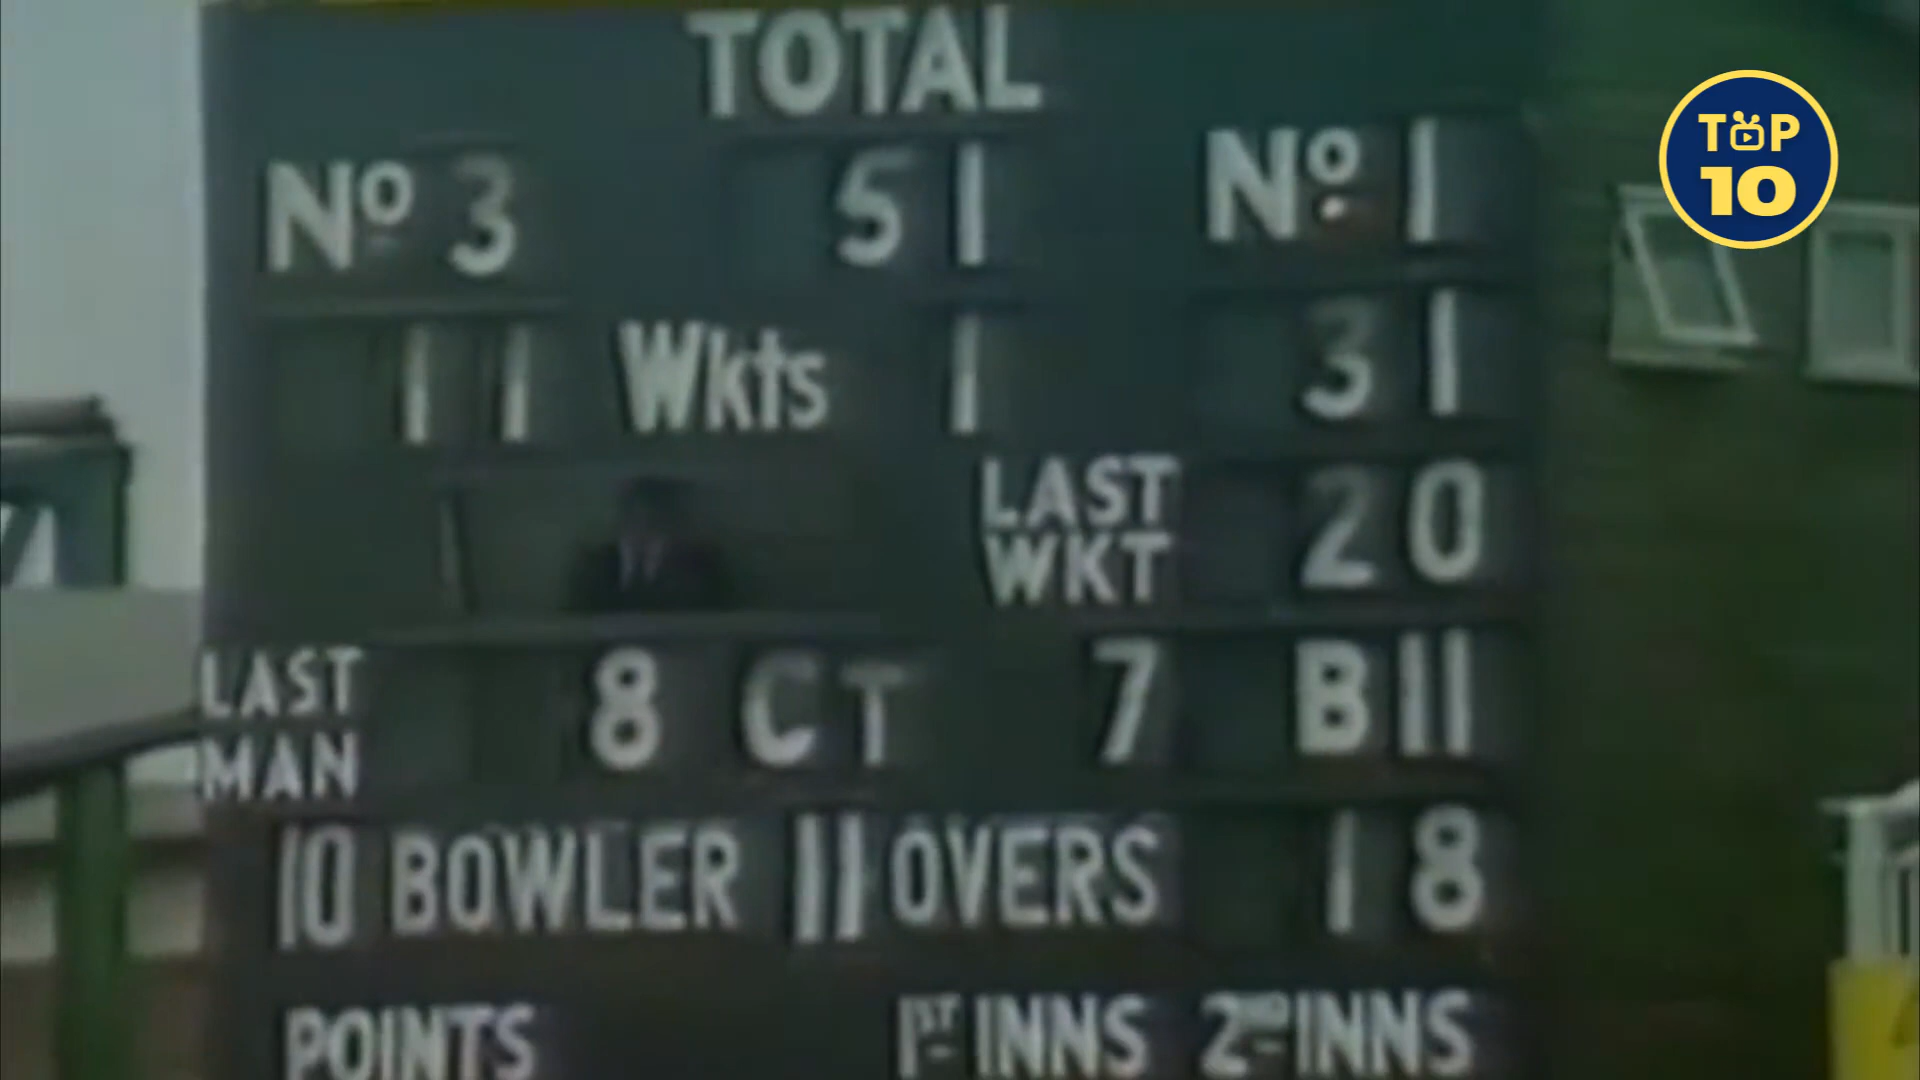 TOTAL
No 3 51 No 1
11 Wkts 1 31
LAST WKT 20
LAST MAN 8 CT 7 B 11
10 BOWLER 11 OVERS 18
POINTS 1ST INNS 2ND INNS
TOP
10